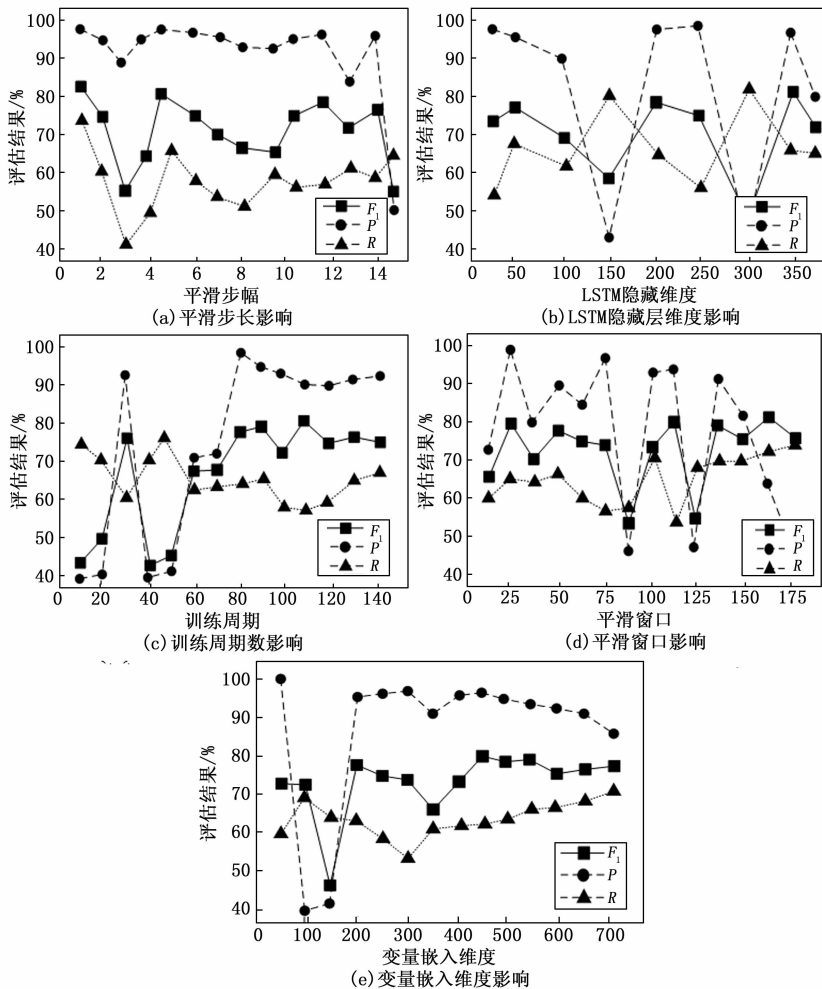 100
90
80
70
60
50
40
评估结果/%
F1
P
R
0 2 4 6 8 10 12 14
平滑步幅
(a)平滑步长影响
100
90
80
70
60
50
40
评估结果/%
F1
P
R
0 50 100 150 200 250 300 350
LSTM隐藏维度
(b)LSTM隐藏层维度影响
100
90
80
70
60
50
40
评估结果/%
F1
P
R
0 20 40 60 80 100 120 140
训练周期
(c)训练周期数影响
100
90
80
70
60
50
40
评估结果/%
F1
P
R
0 25 50 75 100 125 150 175
平滑窗口
(d)平滑窗口影响
100
90
80
70
60
50
40
评估结果/%
F1
P
R
0 100 200 300 400 500 600 700
变量嵌入维度
(e)变量嵌入维度影响